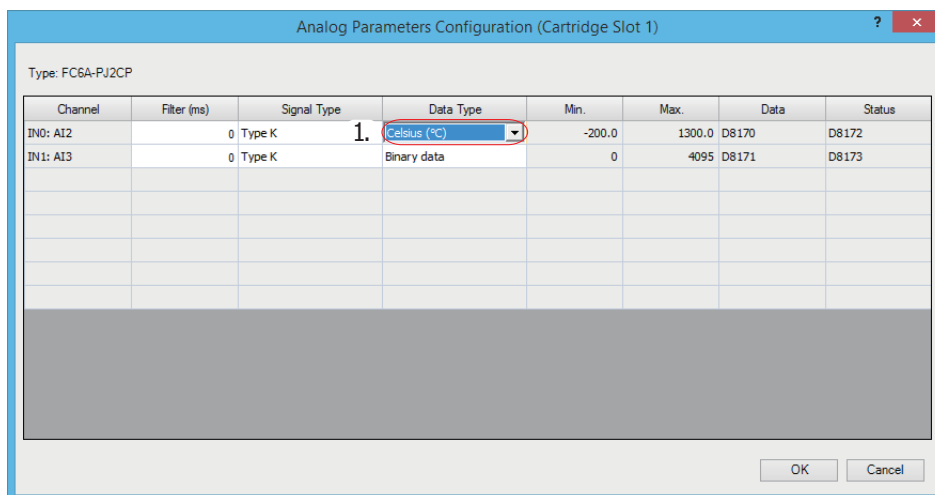 Analog Parameters Configuration (Cartridge Slot 1)
? ×
Type: FC6A-PJ2CP
Channel Filter (ms) Signal Type Data Type Min. Max. Data Status
IN0: AI2 0 Type K 1. Celsius (ºC) -200.0 1300.0 D8170 D8172
IN1: AI3 0 Type K Binary data 0 4095 D8171 D8173
OK Cancel